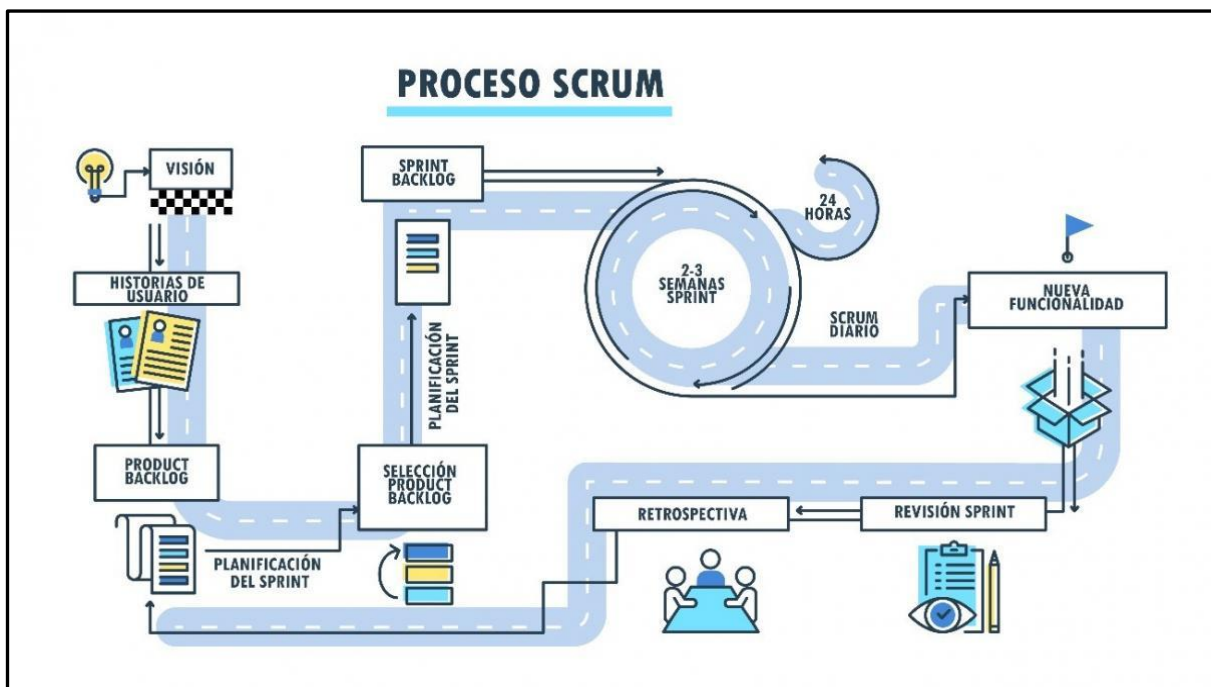 PROCESO SCRUM
VISIÓN
HISTORIAS DE
USUARIO
PRODUCT
BACKLOG
PLANIFICACIÓN
DEL SPRINT
SELECCIÓN
PRODUCT
BACKLOG
PLANIFICACIÓN
DEL SPRINT
SPRINT
BACKLOG
2-3
SEMANAS
SPRINT
24
HORAS
SCRUM
DIARIO
NUEVA
FUNCIONALIDAD
REVISIÓN SPRINT
RETROSPECTIVA